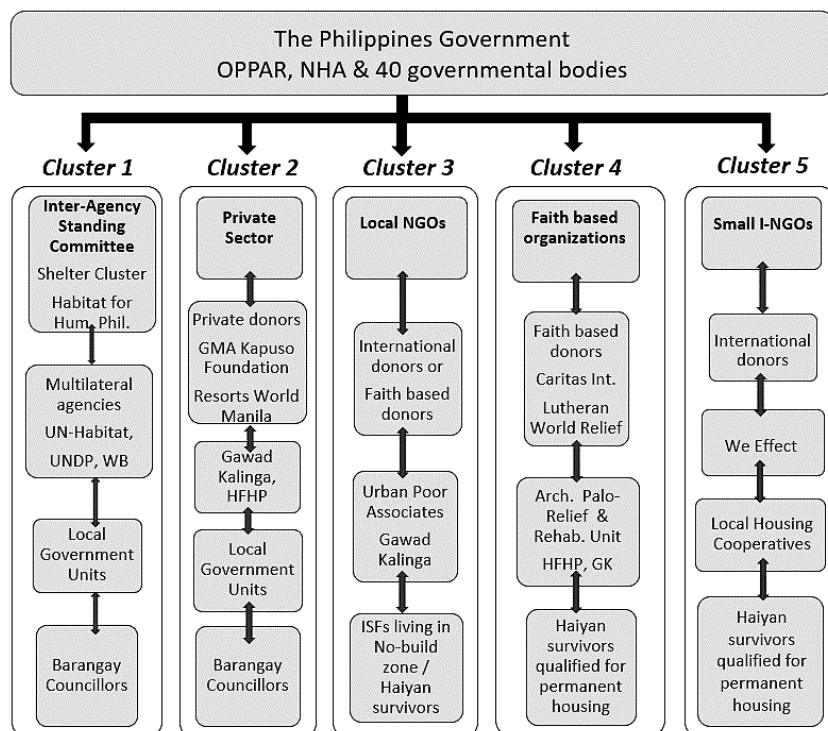 The Philippines Government
OPPAR, NHA & 40 governmental bodies
Cluster 1
Inter-Agency
Standing
Committee
Shelter Cluster
Habitat for
Hum. Phil.
Multilateral
agencies
UN-Habitat,
UNDP, WB
Local
Government
Units
Barangay
Councillors
Cluster 2
Private
Sector
Private donors
GMA Kapuso
Foundation
Resorts World
Manila
Gawad
Kalinga,
HFHP
Local
Government
Units
Barangay
Councillors
Cluster 3
Local NGOs
International
donors or
Faith based
donors
Urban Poor
Associates
Gawad
Kalinga
ISFs living in
No-build
zone /
Haiyan
survivors
Cluster 4
Faith based
organizations
Faith based
donors
Caritas Int.
Lutheran
World Relief
Arch. Palo-
Relief &
Rehab. Unit
HFHP, GK
Haiyan
survivors
qualified for
permanent
housing
Cluster 5
Small I-NGOs
International
donors
We Effect
Local Housing
Cooperatives
Haiyan
survivors
qualified for
permanent
housing